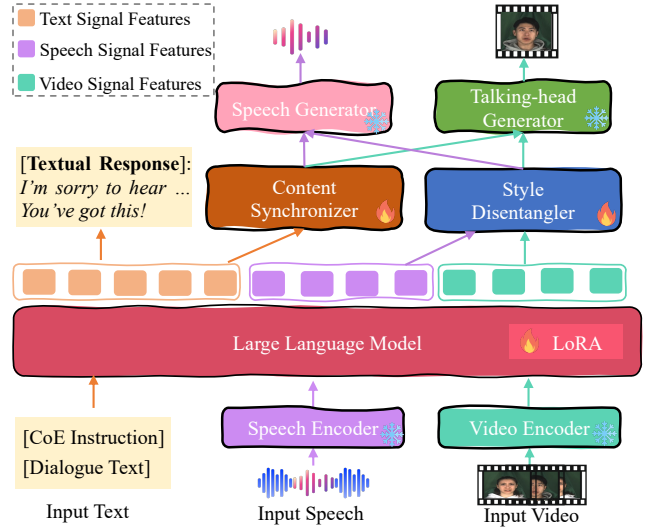 Text Signal Features
Speech Signal Features
Video Signal Features
Speech Generator
Talking-head
Generator
[Textual Response]:
I'm sorry to hear ...
You've got this!
Content
Synchronizer
Style
Disentangler
Large Language Model
LoRA
[CoE Instruction]
[Dialogue Text]
Speech Encoder
Video Encoder
Input Text
Input Speech
Input Video